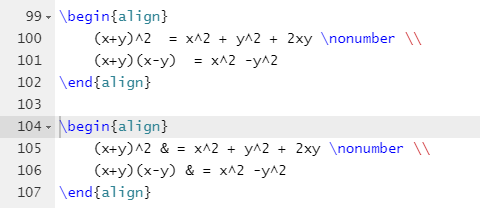 99 \begin{align}
100 (x+y)^2  = x^2 + y^2 + 2xy \nonumber \\
101 (x+y)(x-y)  = x^2 -y^2
102 \end{align}
103
104 \begin{align}
105 (x+y)^2 & = x^2 + y^2 + 2xy \nonumber \\
106 (x+y)(x-y) & = x^2 -y^2
107 \end{align}